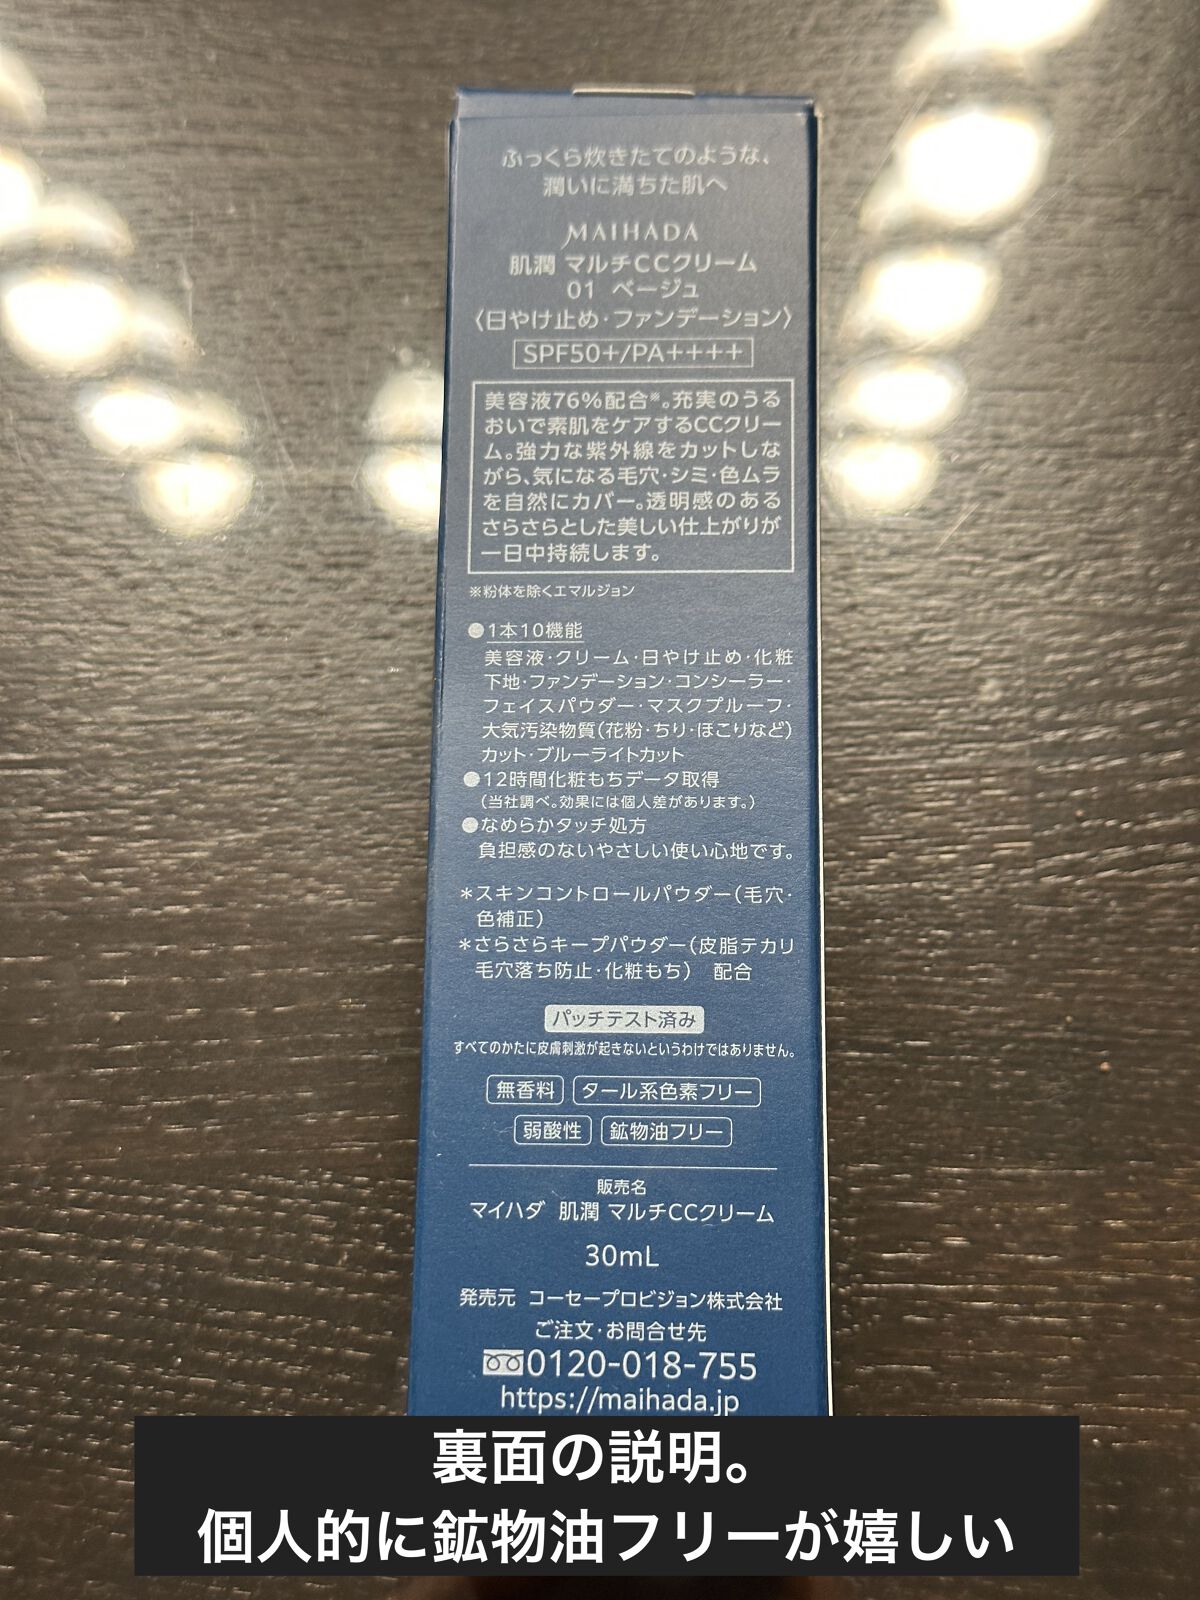 ふっくら炊きたてのような、
潤いに満ちた肌へ
MAIHADA
肌潤 マルチCCクリーム
01 ベージュ
〈日やけ止め・ファンデーション〉
SPF50+/PA++++
美容液76%配合※。充実のうる
おいで素肌をケアするCCクリー
ム。強力な紫外線をカットしな
がら、気になる毛穴・シミ・色ムラ
を自然にカバー。透明感のある
さらさらとした美しい仕上がりが
一日中持続します。
※粉体を除くエマルジョン
●1本10機能
美容液・クリーム・日やけ止め・化粧
下地・ファンデーション・コンシーラー・
フェイスパウダー・マスクプルーフ・
大気汚染物質(花粉・ちり・ほこりなど)
カット・ブルーライトカット
●12時間化粧もちデータ取得
(当社調べ。効果には個人差があります。)
●なめらかタッチ処方
負担感のないやさしい使い心地です。
*スキンコントロールパウダー(毛穴・
色補正)
*さらさらキープパウダー(皮脂テカリ
毛穴落ち防止・化粧もち) 配合
パッチテスト済み
すべてのかたに皮膚刺激が起きないというわけではありません。
無香料 タール系色素フリー
弱酸性 鉱物油フリー
販売名
マイハダ 肌潤 マルチCCクリーム
30mL
発売元 コーセープロビジョン株式会社
ご注文・お問合せ先
0120-018-755
https://maihada.jp
裏面の説明。
個人的に鉱物油フリーが嬉しい